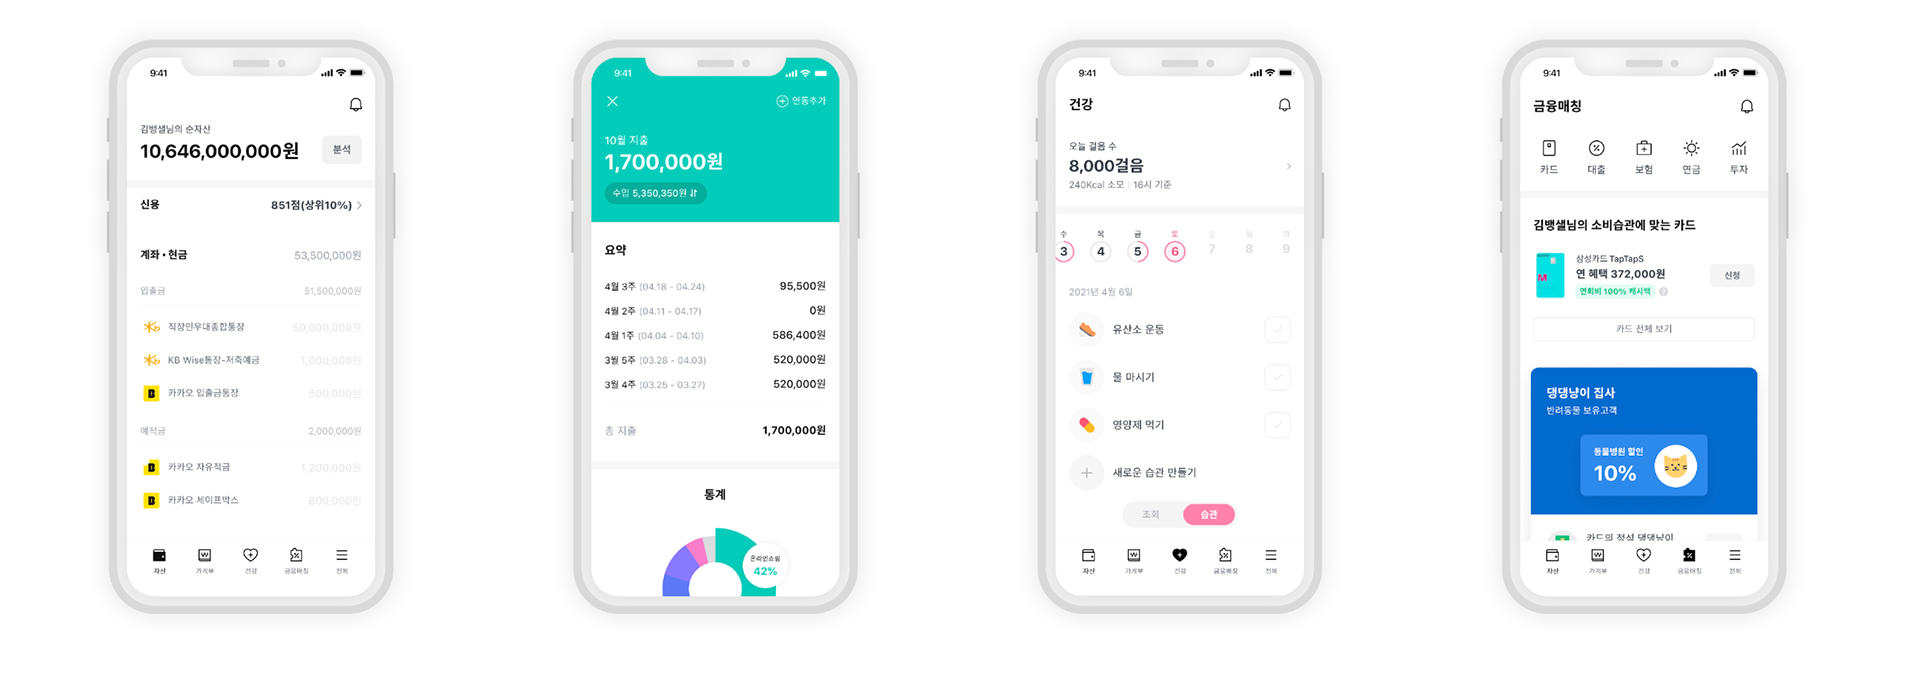 9:41
김뱅샐님의 순자산
10,646,000,000원
분석
신용
851점(상위10%)
계좌•현금
53,500,000원
입출금
51,500,000원
직장인우대종합통장
50,000,000원
KB Wise통장-저축예금
1,000,000원
카카오 입출금통장
500,000원
예적금
2,000,000원
카카오 자유적금
1,200,000원
카카오 세이프박스
800,000원
자산
가계부
건강
금융매칭
전체
9:41
연동추가
10월 지출
1,700,000원
수입 5,350,350원
요약
4월 3주 (04.18 - 04.24)
95,500원
4월 2주 (04.11 - 04.17)
0원
4월 1주 (04.04 - 04.10)
586,400원
3월 5주 (03.28 - 04.03)
520,000원
3월 4주 (03.25 - 03.27)
520,000원
총 지출
1,700,000원
통계
온라인쇼핑
42%
9:41
건강
오늘 걸음 수
8,000걸음
240Kcal 소모 | 16시 기준
수 목 금 토 일 월 화
3 4 5 6 7 8 9
2021년 4월 6일
유산소 운동
물 마시기
영양제 먹기
새로운 습관 만들기
조회
습관
자산
가계부
건강
금융매칭
전체
9:41
금융매칭
카드
대출
보험
연금
투자
김뱅샐님의 소비습관에 맞는 카드
삼성카드 TapTapS
연 혜택 372,000원
신청
연회비 100% 캐시백
카드 전체 보기
댕댕냥이 집사
반려동물 보유고객
동물병원 할인
10%
카드의 정석 댕댕냥이
자산
가계부
건강
금융매칭
전체